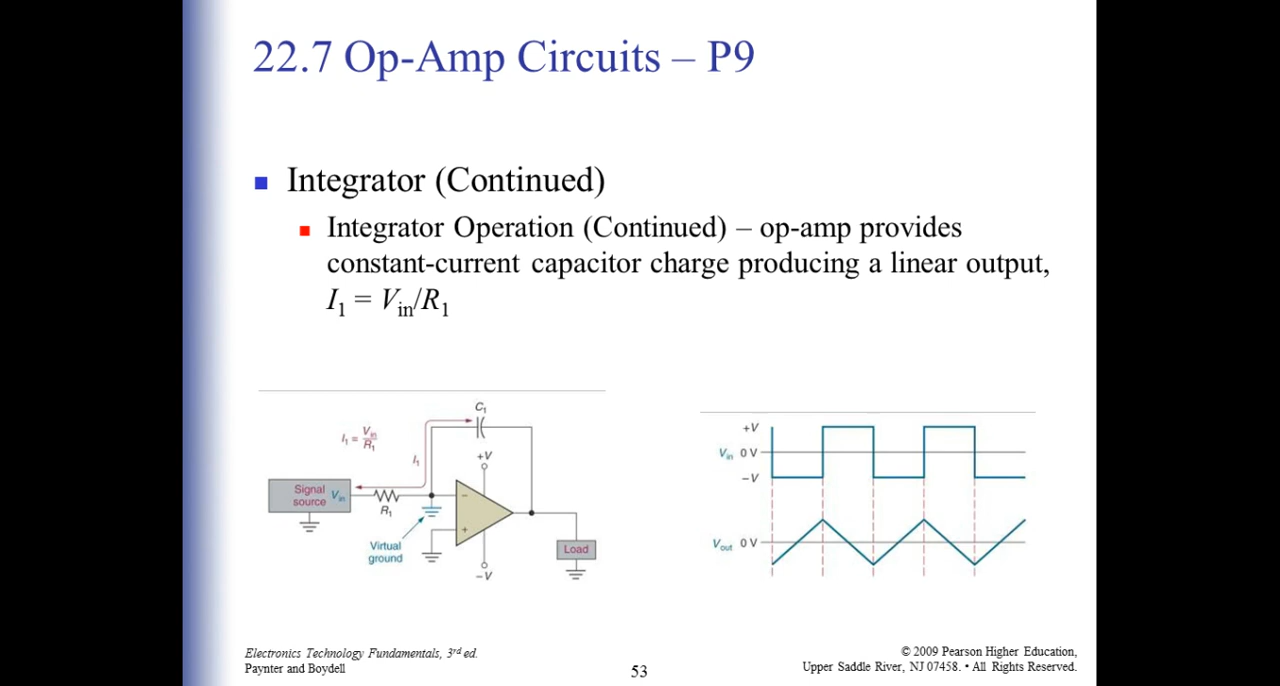 22.7 Op-Amp Circuits – P9
Integrator (Continued)
Integrator Operation (Continued) – op-amp provides
constant-current capacitor charge producing a linear output,
I₁ = Vin/R₁
C₁
I₁ = Vin/R₁
I₁
+V
Signal
source
Vin
R₁
–
+
Virtual
ground
–V
Load
+V
Vin 0 V
–V
Vout 0 V
Electronics Technology Fundamentals, 3rd ed.
Paynter and Boydell
53
© 2009 Pearson Higher Education,
Upper Saddle River, NJ 07458. • All Rights Reserved.